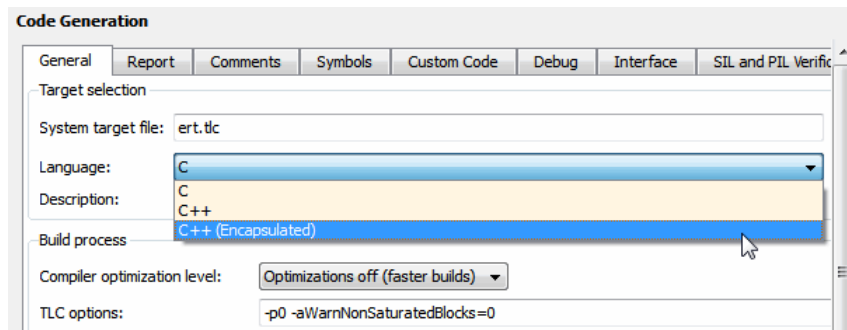 Code Generation
General Report Comments Symbols Custom Code Debug Interface SIL and PIL Verific
Target selection
System target file: ert.tlc
Language: C
C
Description:
C++
C++ (Encapsulated)
Build process
Compiler optimization level: Optimizations off (faster builds)
TLC options: -p0 -aWarnNonSaturatedBlocks=0